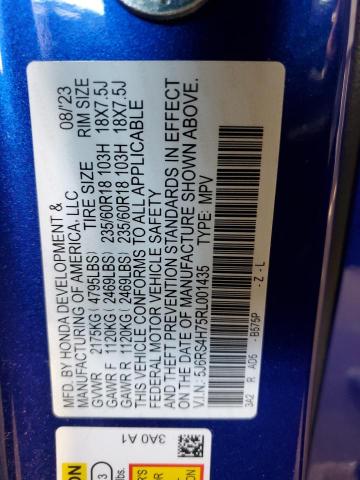 MFD. BY HONDA DEVELOPMENT & 08/"23
MANUFACTURING OF AMERICA, LLC
TIRE SIZE RIM SIZE
GVWR 2175KG ( 4795LBS)
GAWR F 1120KG ( 2469LBS) 235/60R18 103H 18X7.5J
GAWR R 1120KG ( 2469LBS) 235/60R18 103H 18X7.5J
THIS VEHICLE CONFORMS TO ALL APPLICABLE
FEDERAL MOTOR VEHICLE SAFETY
AND THEFT PREVENTION STANDARDS IN EFFECT
ON THE DATE OF MANUFACTURE SHOWN ABOVE.
V.I.N.: 5J6RS4H75RL001435 TYPE: MPV
3A2 R AD5 - B575P - Z - L
3A0 A1